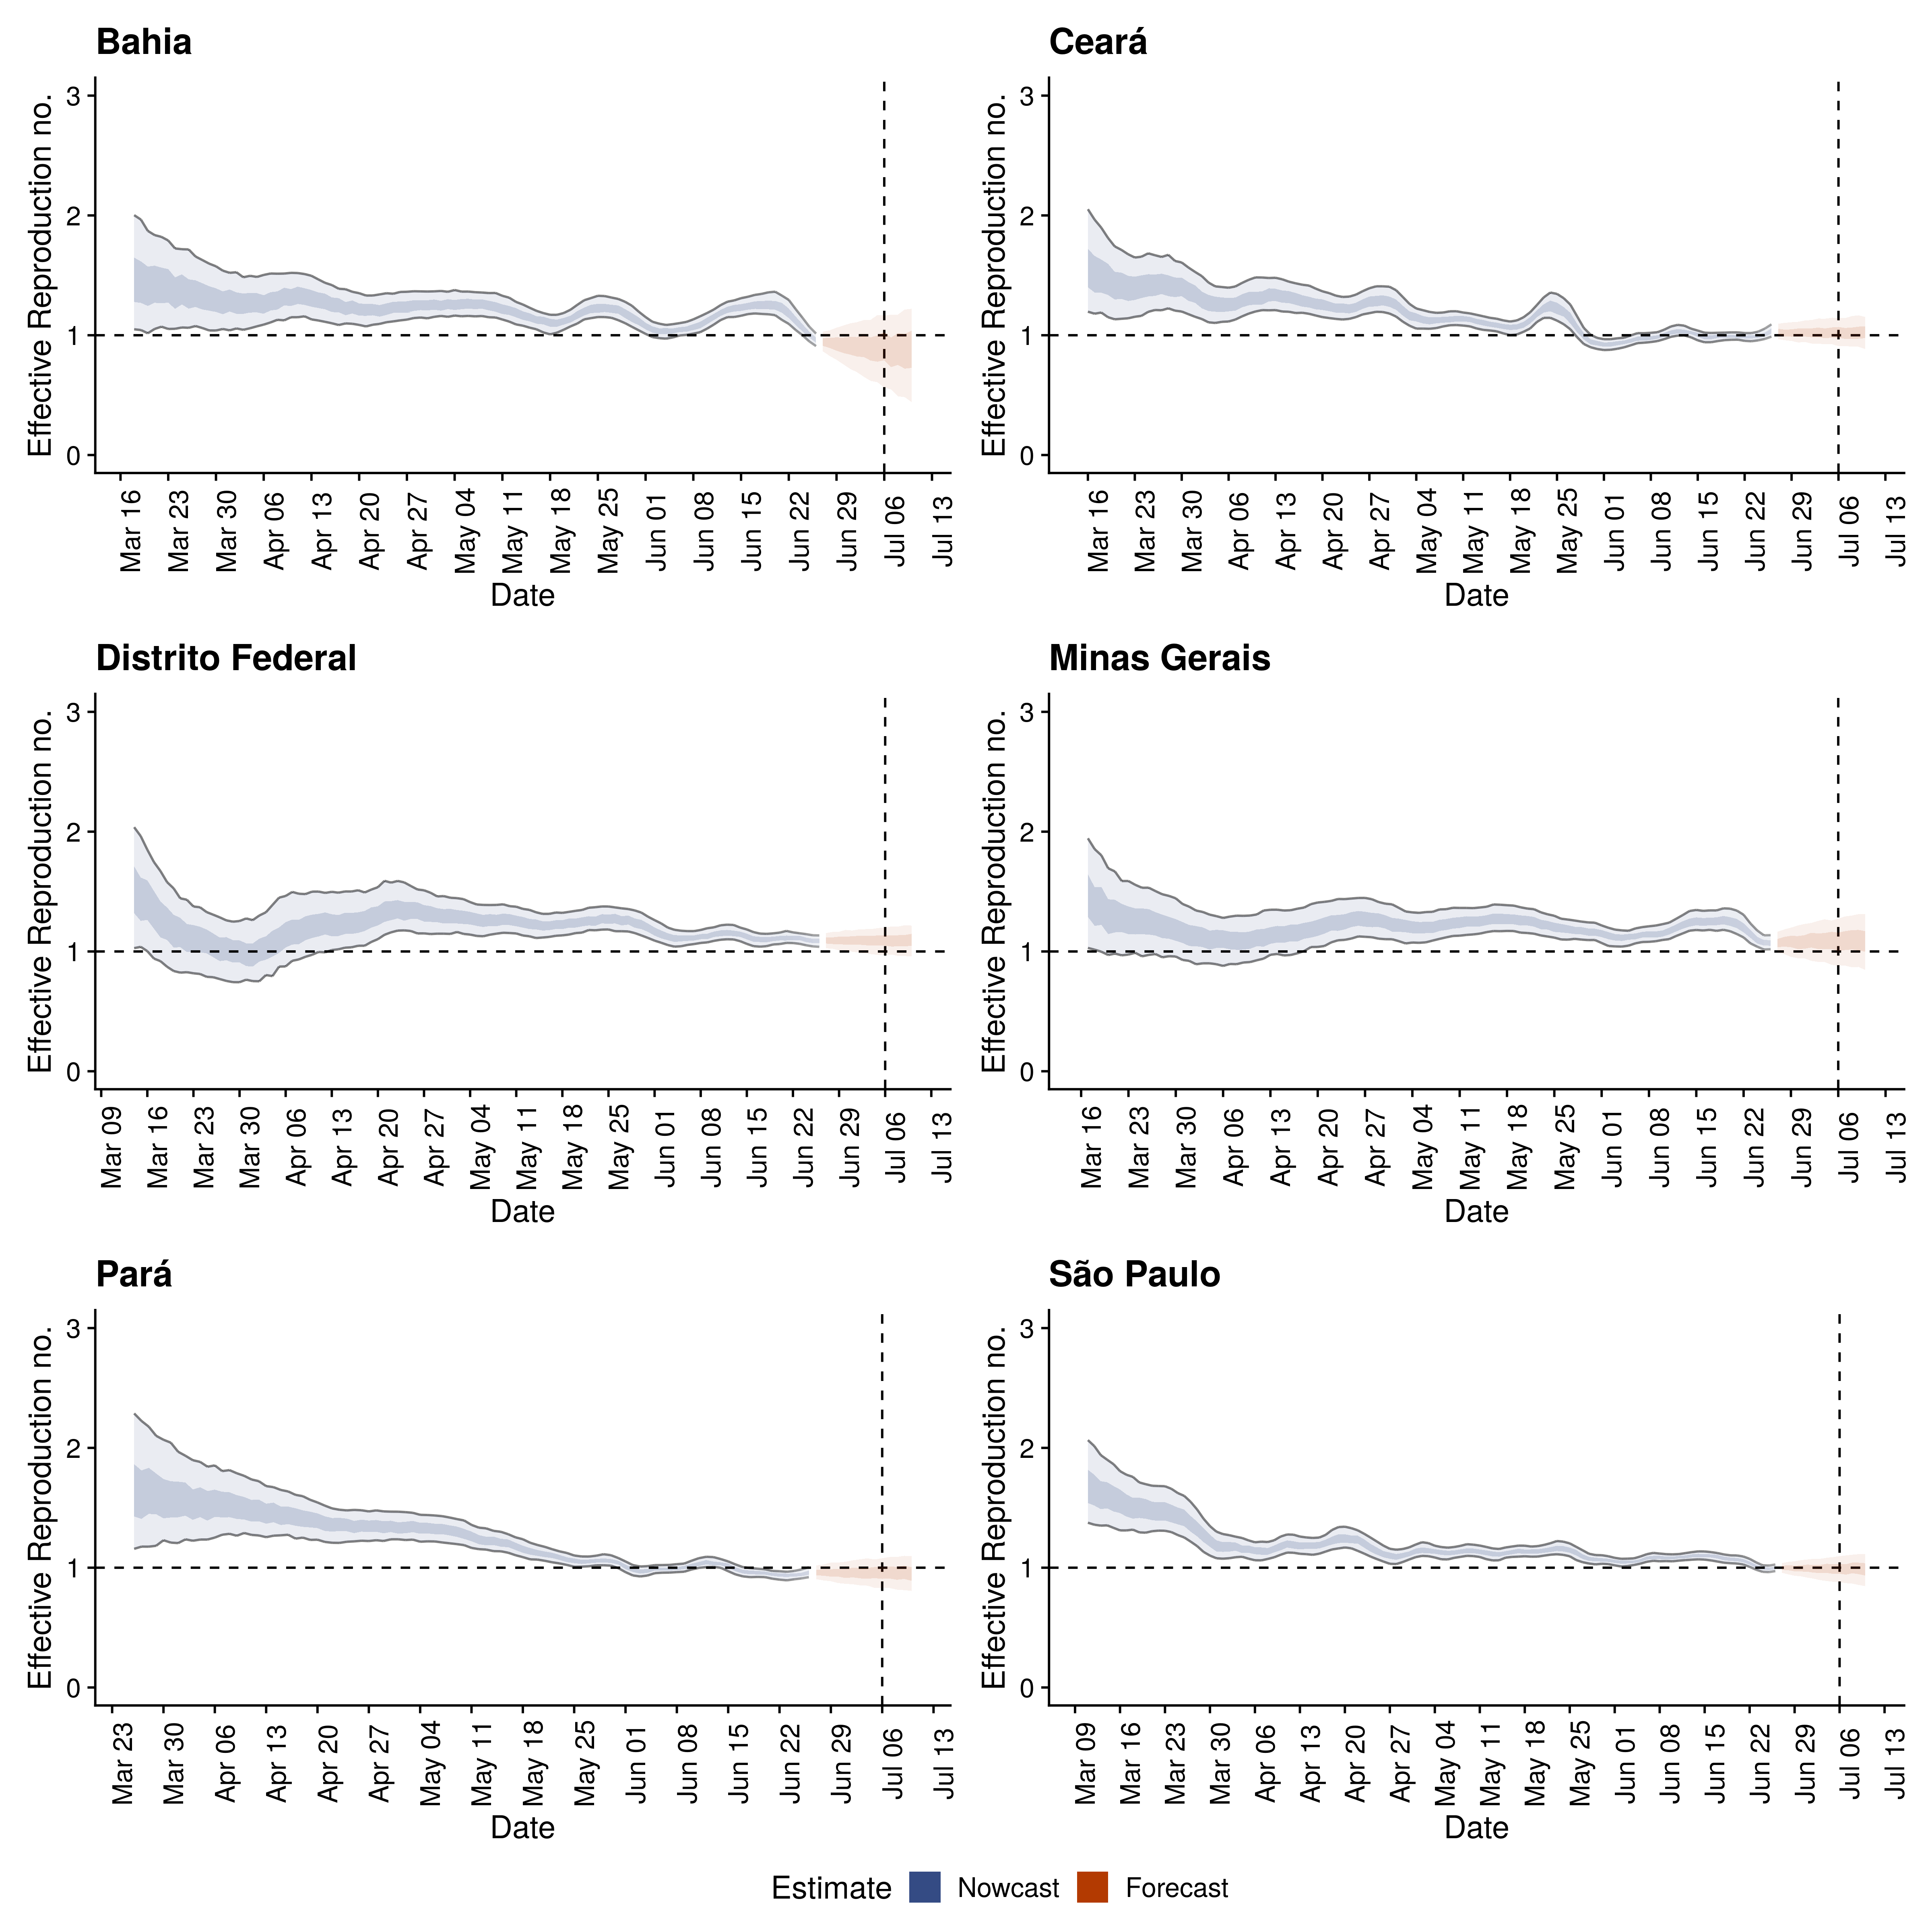 Bahia
Effective Reproduction no.
3
2
1
0
Mar 16
Mar 23
Mar 30
Apr 06
Apr 13
Apr 20
Apr 27
May 04
May 11
May 18
May 25
Jun 01
Jun 08
Jun 15
Jun 22
Jun 29
Jul 06
Jul 13
Date
Ceará
Effective Reproduction no.
3
2
1
0
Mar 16
Mar 23
Mar 30
Apr 06
Apr 13
Apr 20
Apr 27
May 04
May 11
May 18
May 25
Jun 01
Jun 08
Jun 15
Jun 22
Jun 29
Jul 06
Jul 13
Date
Distrito Federal
Effective Reproduction no.
3
2
1
0
Mar 09
Mar 16
Mar 23
Mar 30
Apr 06
Apr 13
Apr 20
Apr 27
May 04
May 11
May 18
May 25
Jun 01
Jun 08
Jun 15
Jun 22
Jun 29
Jul 06
Jul 13
Date
Minas Gerais
Effective Reproduction no.
3
2
1
0
Mar 16
Mar 23
Mar 30
Apr 06
Apr 13
Apr 20
Apr 27
May 04
May 11
May 18
May 25
Jun 01
Jun 08
Jun 15
Jun 22
Jun 29
Jul 06
Jul 13
Date
Pará
Effective Reproduction no.
3
2
1
0
Mar 23
Mar 30
Apr 06
Apr 13
Apr 20
Apr 27
May 04
May 11
May 18
May 25
Jun 01
Jun 08
Jun 15
Jun 22
Jun 29
Jul 06
Jul 13
Date
São Paulo
Effective Reproduction no.
3
2
1
0
Mar 09
Mar 16
Mar 23
Mar 30
Apr 06
Apr 13
Apr 20
Apr 27
May 04
May 11
May 18
May 25
Jun 01
Jun 08
Jun 15
Jun 22
Jun 29
Jul 06
Jul 13
Date
Estimate Nowcast Forecast